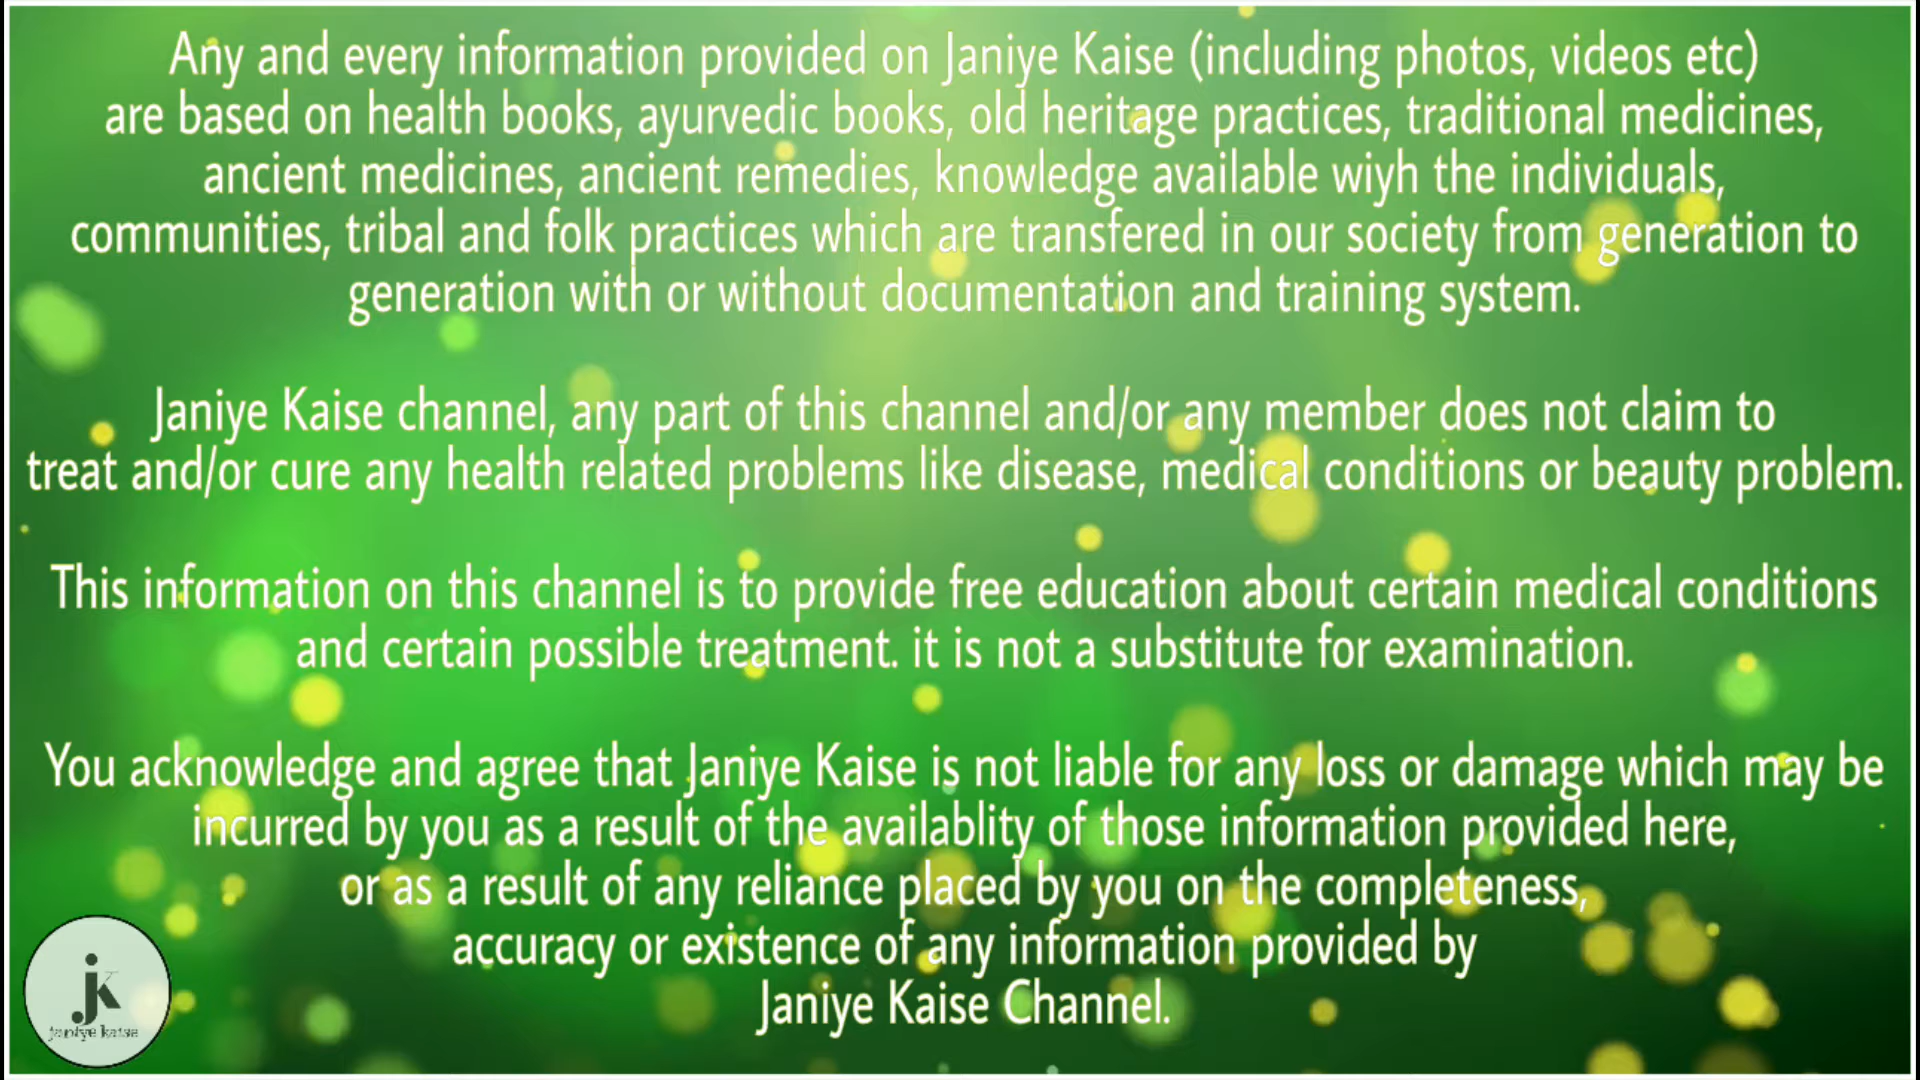 Any and every information provided on Janiye Kaise (including photos, videos etc)
are based on health books, ayurvedic books, old heritage practices, traditional medicines,
ancient medicines, ancient remedies, knowledge available wiyh the individuals,
communities, tribal and folk practices which are transfered in our society from generation to
generation with or without documentation and training system.
Janiye Kaise channel, any part of this channel and/or any member does not claim to
treat and/or cure any health related problems like disease, medical conditions or beauty problem.
This information on this channel is to provide free education about certain medical conditions
and certain possible treatment. it is not a substitute for examination.
You acknowledge and agree that Janiye Kaise is not liable for any loss or damage which may be
incurred by you as a result of the availablity of those information provided here,
or as a result of any reliance placed by you on the completeness,
accuracy or existence of any information provided by
Janiye Kaise Channel.
jk
janiye kaise